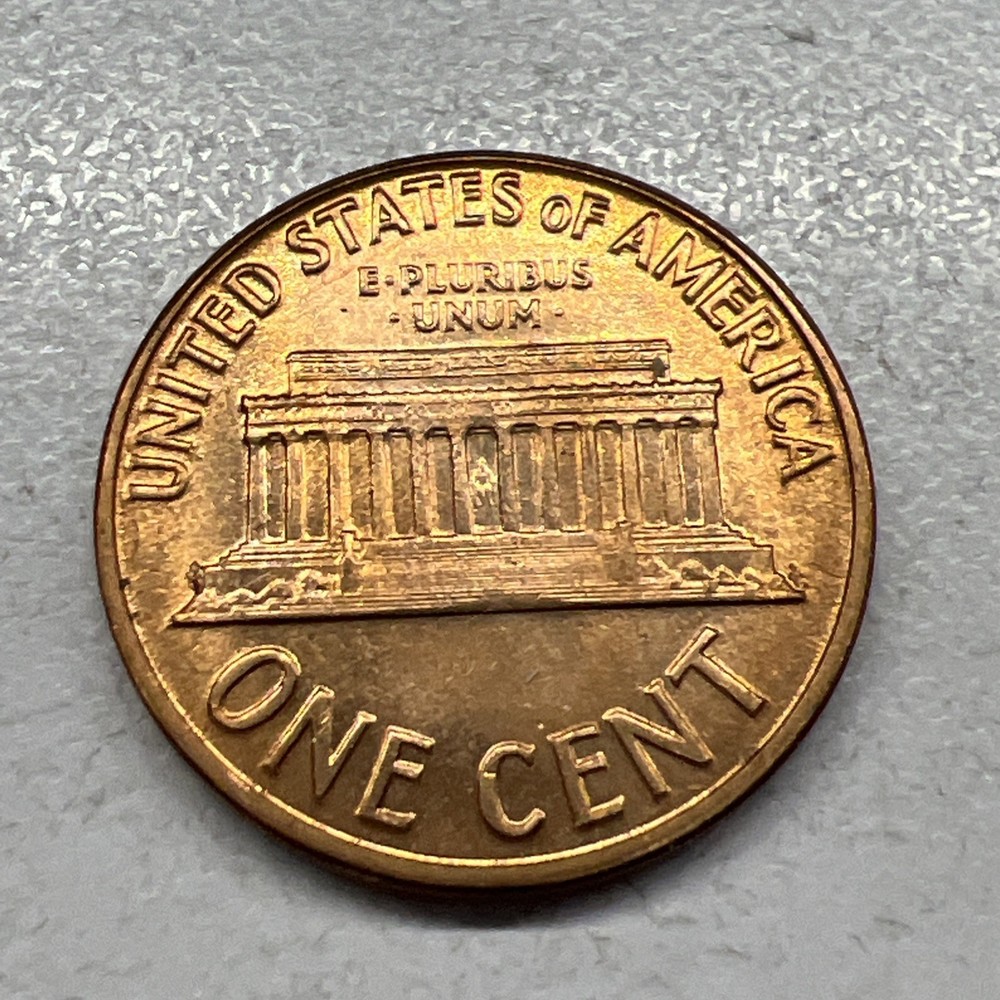 UNITED STATES OF AMERICA
E·PLURIBUS
·UNUM·
ONE CENT